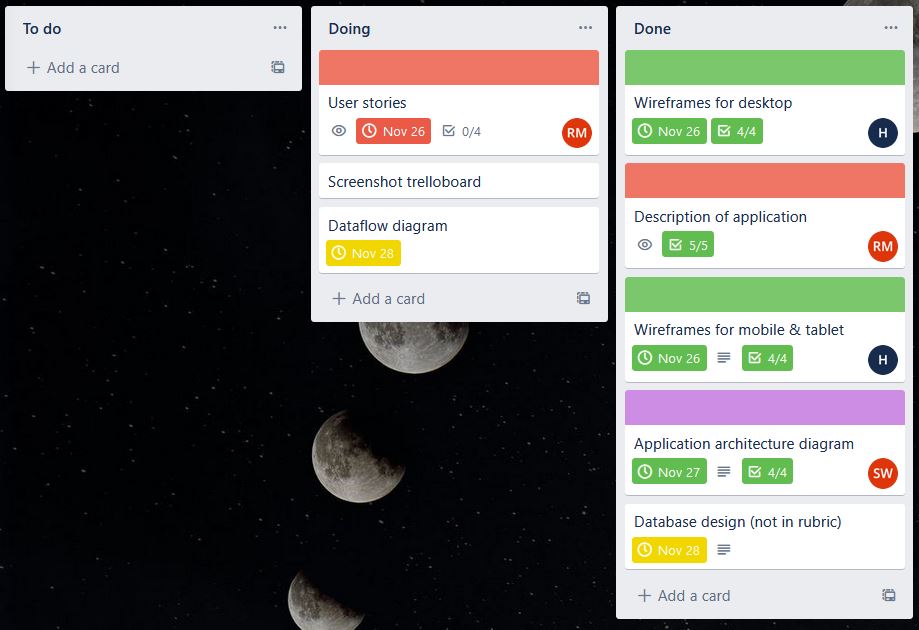 To do
Add a card
Doing
User stories
Nov 26 0/4 RM
Screenshot trelloboard
Dataflow diagram
Nov 28
Add a card
Done
Wireframes for desktop
Nov 26 4/4 H
Description of application
5/5 RM
Wireframes for mobile & tablet
Nov 26 4/4 H
Application architecture diagram
Nov 27 4/4 SW
Database design (not in rubric)
Nov 28
Add a card